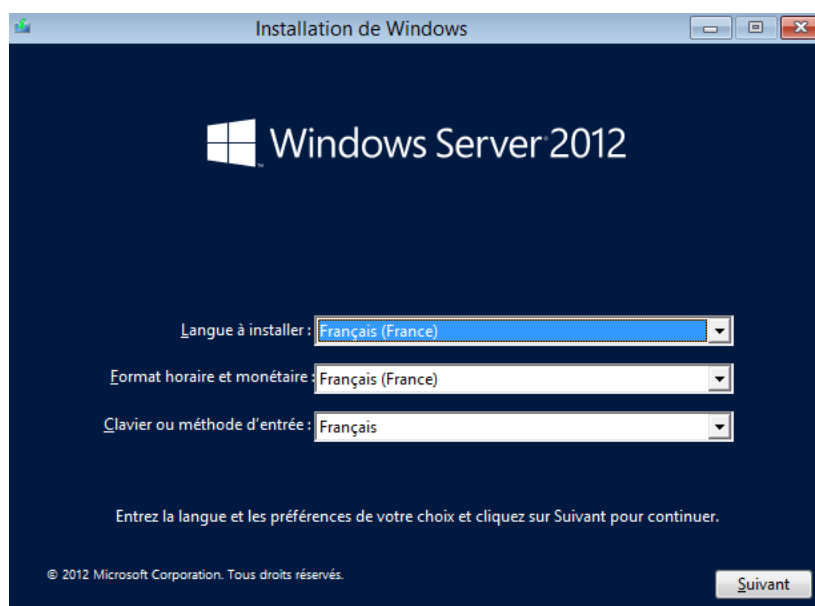 Installation de Windows
Windows Server 2012
Langue à installer : Français (France)
Format horaire et monétaire : Français (France)
Clavier ou méthode d'entrée : Français
Entrez la langue et les préférences de votre choix et cliquez sur Suivant pour continuer.
© 2012 Microsoft Corporation. Tous droits réservés.
Suivant